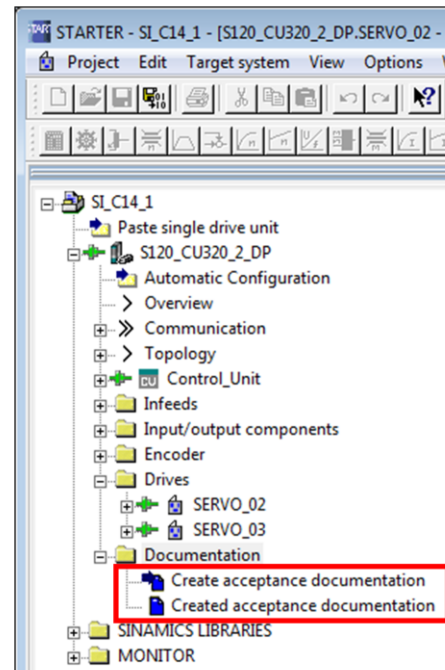 STARTER - SI_C14_1 - [S120_CU320_2_DP.SERVO_02 -
Project Edit Target system View Options
SI_C14_1
Paste single drive unit
S120_CU320_2_DP
Automatic Configuration
Overview
Communication
Topology
CU Control_Unit
Infeeds
Input/output components
Encoder
Drives
SERVO_02
SERVO_03
Documentation
Create acceptance documentation
Created acceptance documentation
SINAMICS LIBRARIES
MONITOR